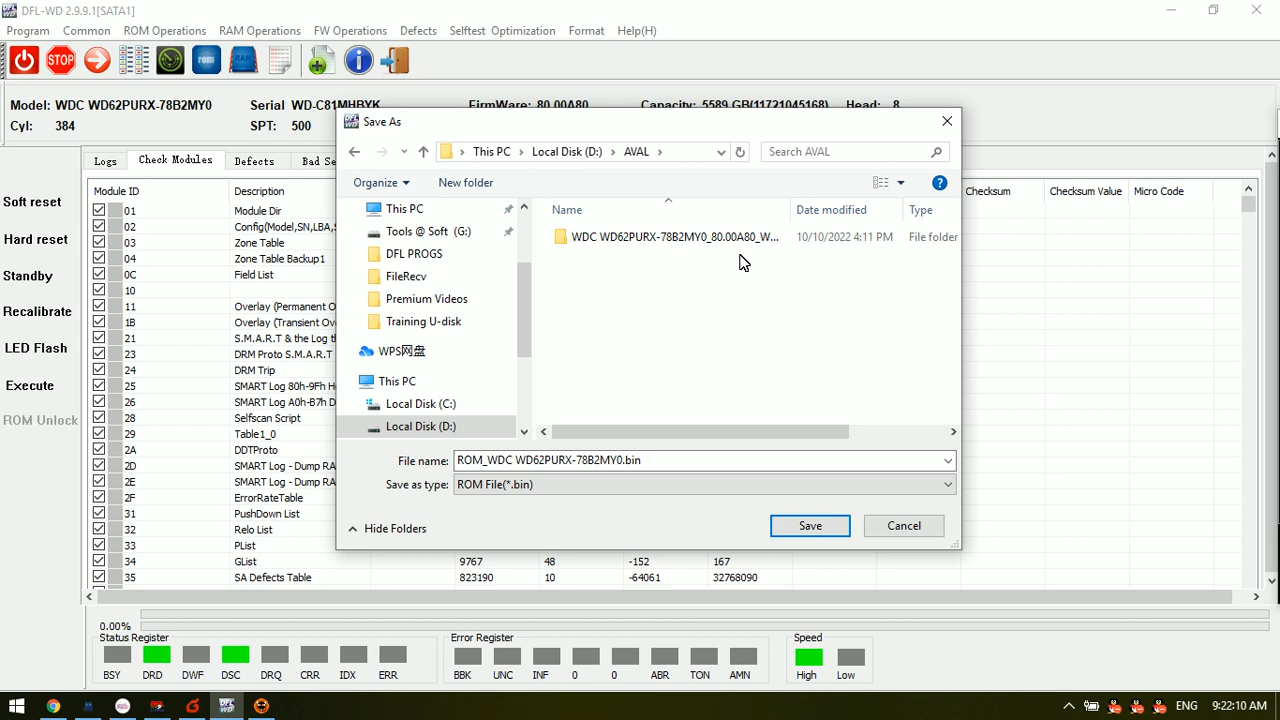 DFL-WD 2.9.9.1[SATA1]
Program Common ROM Operations RAM Operations FW Operations Defects Selftest Optimization Format Help(H)
STOP rom RAM
Model: WDC WD62PURX-78B2MY0 Serial WD-C81MHBYK FirmWare: 80.00A80 Capacity: 5589 GB(11721045168) Head: 8
Cyl: 384 SPT: 500
Save As
This PC Local Disk (D:) AVAL Search AVAL
Organize New folder
Logs Check Modules Defects Bad Se
Module ID Description Checksum Checksum Value Micro Code
Soft reset
Hard reset
Standby
Recalibrate
LED Flash
Execute
ROM Unlock
01 Module Dir
02 Config(Model,SN,LBA,S
03 Zone Table
04 Zone Table Backup1
0C Field List
10
11 Overlay (Permanent O
1B Overlay (Transient Ov
21 S.M.A.R.T & the Log th
23 DRM Proto S.M.A.R.T
24 DRM Trip
25 SMART Log 80h-9Fh H
26 SMART Log A0h-B7h D
28 Selfscan Script
29 Table1_0
2A DDTProto
2D SMART Log - Dump RA
2E SMART Log - Dump RA
2F ErrorRateTable
31 PushDown List
32 Relo List
33 PList
34 GList 9767 48 -152 167
35 SA Defects Table 823190 10 -64061 32768090
This PC
Tools @ Soft (G:)
DFL PROGS
FileRecv
Premium Videos
Training U-disk
WPS网盘
This PC
Local Disk (C:)
Local Disk (D:)
Name Date modified Type
WDC WD62PURX-78B2MY0_80.00A80_W... 10/10/2022 4:11 PM File folder
File name: ROM_WDC WD62PURX-78B2MY0.bin
Save as type: ROM File(*.bin)
Hide Folders Save Cancel
0.00%
Status Register Error Register Speed
BSY DRD DWF DSC DRQ CRR IDX ERR BBK UNC INF 0 0 ABR TON AMN High Low
ENG 9:22:10 AM